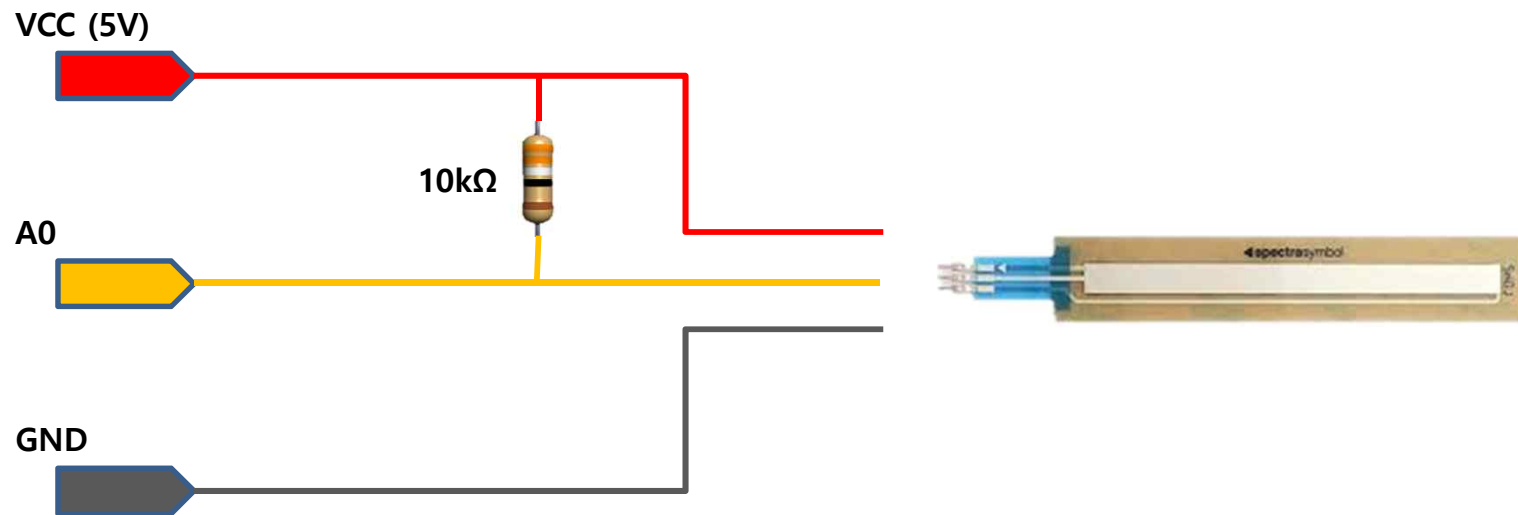 VCC (5V)
10kΩ
A0
spectrasymbol
GND